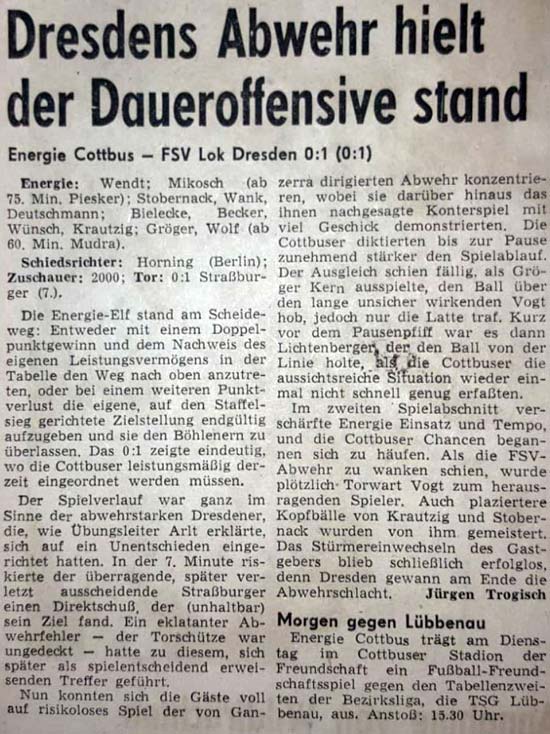 Dresdens Abwehr hielt
der Daueroffensive stand
Energie Cottbus – FSV Lok Dresden 0:1 (0:1)
Energie: Wendt; Mikosch (ab
75. Min. Piesker); Stobernack, Wank,
Deutschmann; Bielecke, Becker,
Wünsch, Krautzig; Gröger, Wolf (ab
60. Min. Mudra).
Schiedsrichter: Horning (Berlin);
Zuschauer: 2000; Tor: 0:1 Straßbur-
ger (7.).
Die Energie-Elf stand am Scheide-
weg: Entweder mit einem Doppel-
punktgewinn und dem Nachweis des
eigenen Leistungsvermögens in der
Tabelle den Weg nach oben anzutre-
ten, oder bei einem weiteren Punkt-
verlust die eigene, auf den Staffel-
sieg gerichtete Zielstellung endgültig
aufzugeben und sie den Böhlenern zu
überlassen. Das 0:1 zeigte eindeutig,
wo die Cottbuser leistungsmäßig der-
zeit eingeordnet werden müssen.
Der Spielverlauf war ganz im
Sinne der abwehrstarken Dresdener,
die, wie Übungsleiter Arlt erklärte,
sich auf ein Unentschieden einge-
richtet hatten. In der 7. Minute ris-
kierte der überragende, später ver-
letzt ausscheidende Straßburger
einen Direktschuß, der (unhaltbar)
sein Ziel fand. Ein eklatanter Ab-
wehrfehler – der Torschütze war
ungedeckt – hatte zu diesem, sich
später als spielentscheidend erwei-
senden Treffer geführt.
Nun konnten sich die Gäste voll
auf risikoloses Spiel der von Gan-
zerra dirigierten Abwehr konzentrie-
ren, wobei sie darüber hinaus das
ihnen nachgesagte Konterspiel mit
viel Geschick demonstrierten. Die
Cottbuser diktierten bis zur Pause
zunehmend stärker den Spielablauf.
Der Ausgleich schien fällig, als Grö-
ger Kern ausspielte, den Ball über
den lange unsicher wirkenden Vogt
hob, jedoch nur die Latte traf. Kurz
vor dem Pausenpfiff war es dann
Lichtenberger, der den Ball von der
Linie holte, als die Cottbuser die
aussichtsreiche Situation wieder ein-
mal nicht schnell genug erfaßten.
Im zweiten Spielabschnitt ver-
schärfte Energie Einsatz und Tempo,
und die Cottbuser Chancen began-
nen sich zu häufen. Als die FSV-
Abwehr zu wanken schien, wurde
plötzlich Torwart Vogt zum heraus-
ragenden Spieler. Auch plazierte
Kopfbälle von Krautzig und Stober-
nack wurden von ihm gemeistert.
Das Stürmereinwechseln des Gast-
gebers blieb schließlich erfolglos,
denn Dresden gewann am Ende die
Abwehrschlacht. Jürgen Trogisch
Morgen gegen Lübbenau
Energie Cottbus trägt am Diens-
tag im Cottbuser Stadion der
Freundschaft ein Fußball-Freund-
schaftsspiel gegen den Tabellenzwei-
ten der Bezirksliga, die TSG Lüb-
benau, aus. Anstoß: 15.30 Uhr.